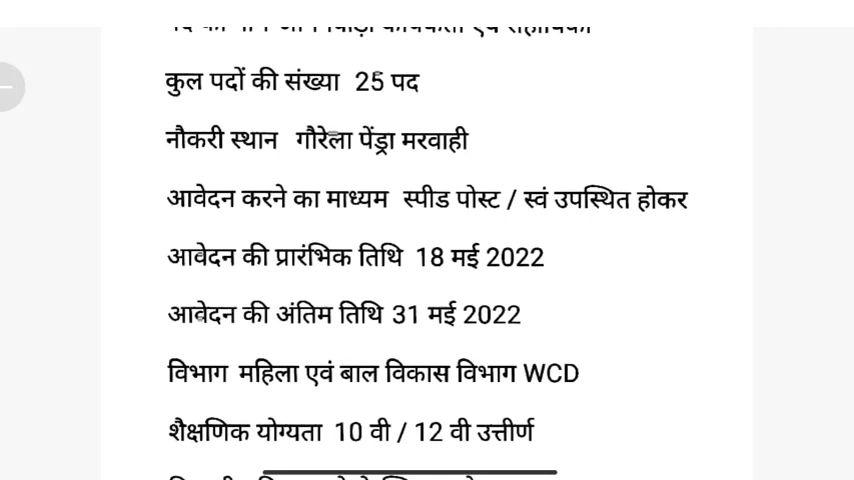 कुल पदों की संख्या 25 पद
नौकरी स्थान गौरेला पेंड्रा मरवाही
आवेदन करने का माध्यम स्पीड पोस्ट / स्वं उपस्थित होकर
आवेदन की प्रारंभिक तिथि 18 मई 2022
आवेदन की अंतिम तिथि 31 मई 2022
विभाग महिला एवं बाल विकास विभाग WCD
शैक्षणिक योग्यता 10 वी / 12 वी उत्तीर्ण